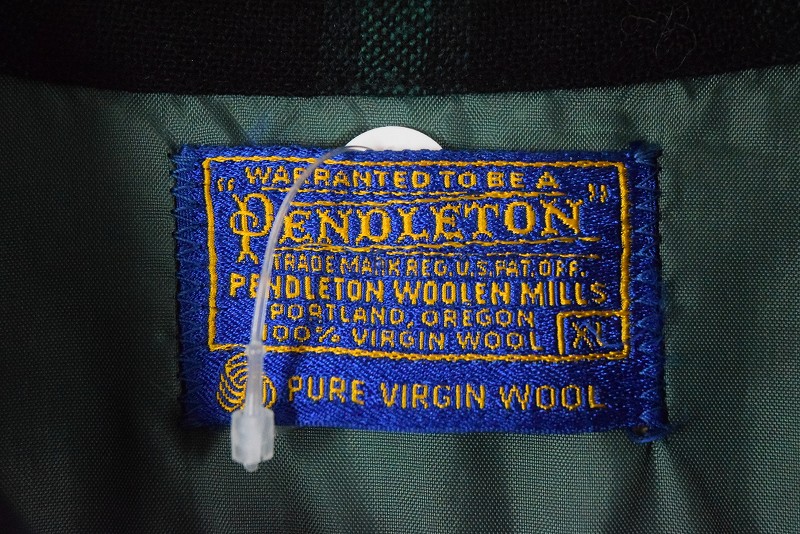 WARRANTED TO BE A
"PENDLETON"
TRADE MARK REG. U.S. PAT. OFF.
PENDLETON WOOLEN MILLS
PORTLAND, OREGON
100% VIRGIN WOOL XL
PURE VIRGIN WOOL